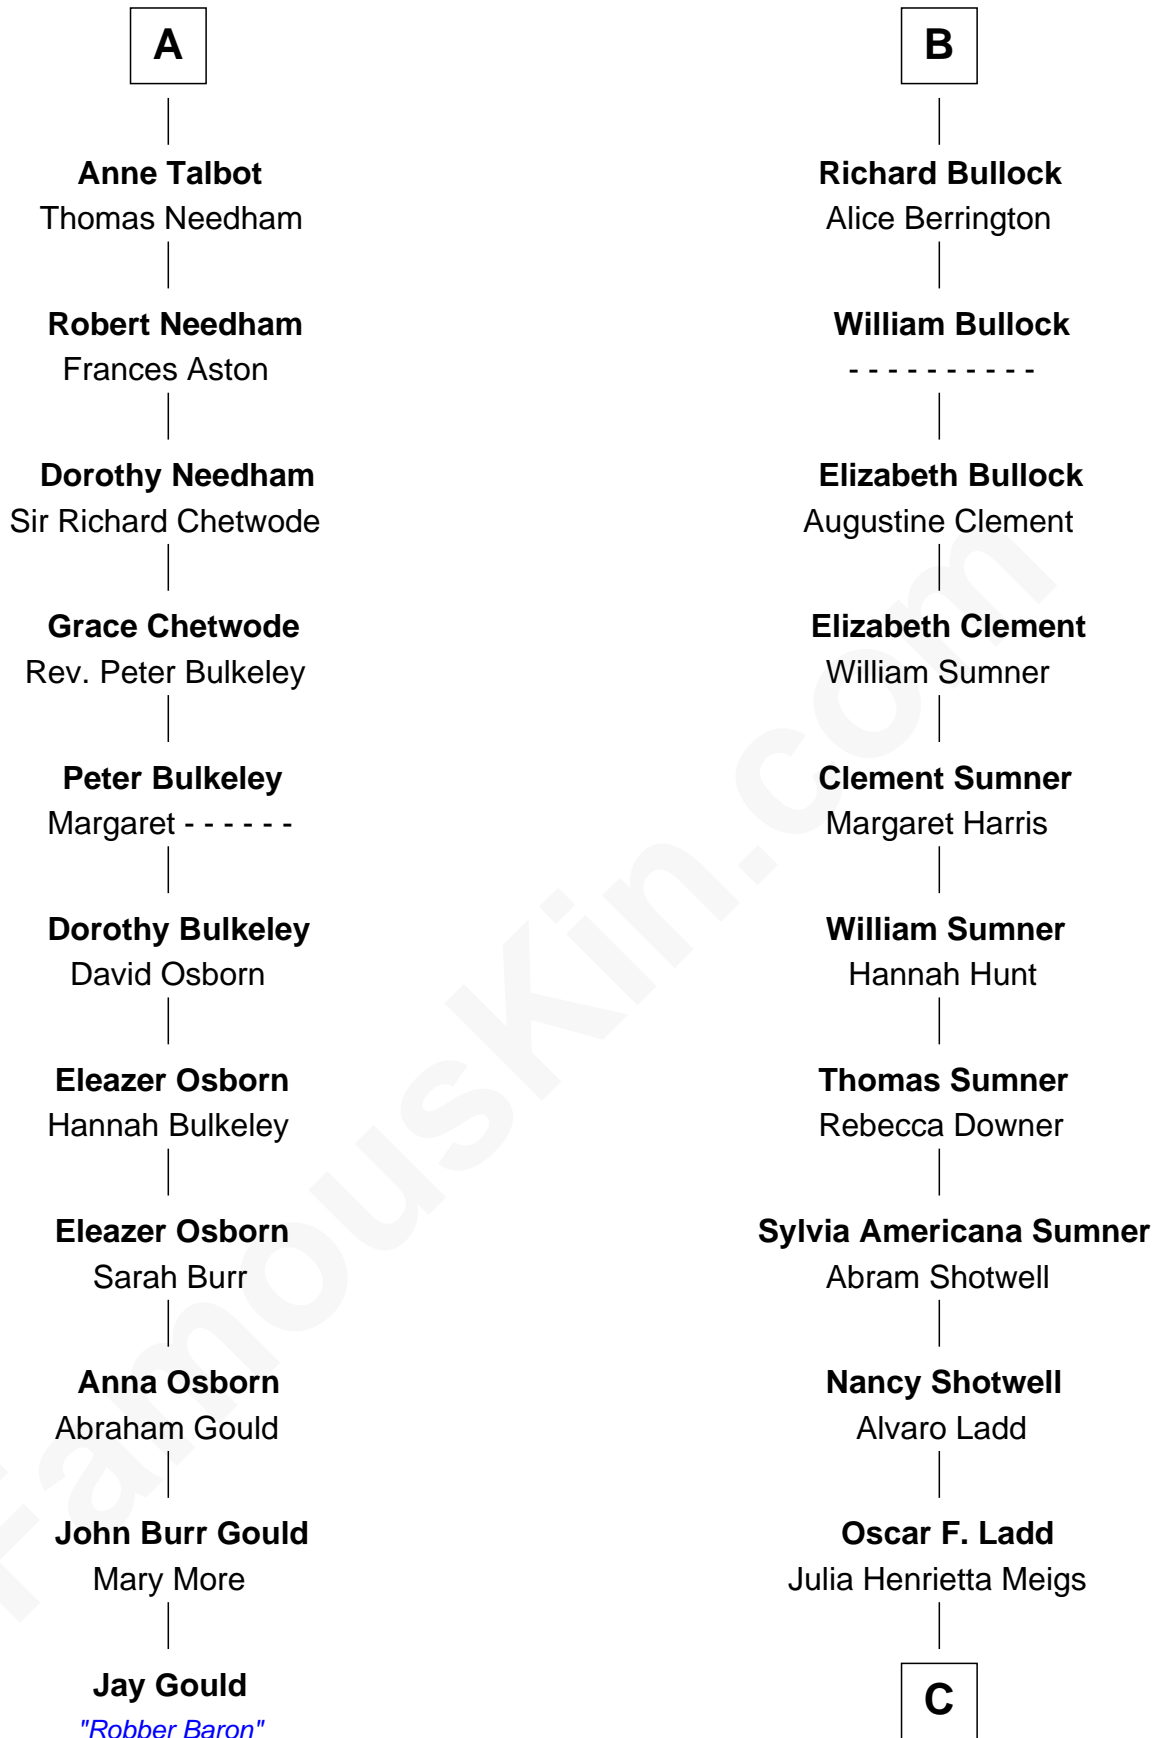 A
Anne Talbot
Thomas Needham
Robert Needham
Frances Aston
Dorothy Needham
Sir Richard Chetwode
Grace Chetwode
Rev. Peter Bulkeley
Peter Bulkeley
Margaret - - - - - -
Dorothy Bulkeley
David Osborn
Eleazer Osborn
Hannah Bulkeley
Eleazer Osborn
Sarah Burr
Anna Osborn
Abraham Gould
John Burr Gould
Mary More
Jay Gould
"Robber Baron"
B
Richard Bullock
Alice Berrington
William Bullock
- - - - - - - - - -
Elizabeth Bullock
Augustine Clement
Elizabeth Clement
William Sumner
Clement Sumner
Margaret Harris
William Sumner
Hannah Hunt
Thomas Sumner
Rebecca Downer
Sylvia Americana Sumner
Abram Shotwell
Nancy Shotwell
Alvaro Ladd
Oscar F. Ladd
Julia Henrietta Meigs
C
FamousKin.com